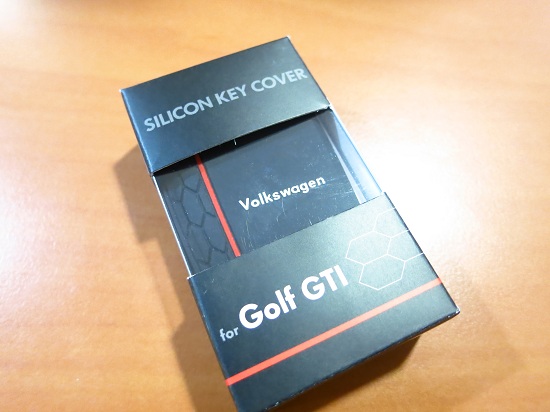 SILICON KEY COVER
Volkswagen
for Golf GTI